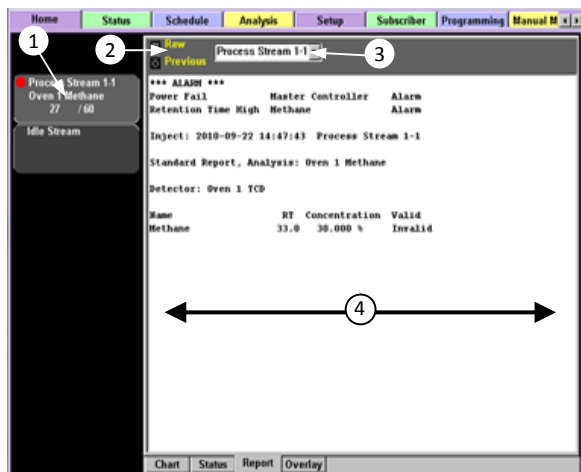 Home Status Schedule Analysis Setup Subscriber Programming Manual M
1
2
Raw
Previous
Process Stream 1-1
3
Process Stream 1-1
Oven 1 Methane
27 / 60
Idle Stream
*** ALARM ***
Power Fail Master Controller Alarm
Retention Time High Methane Alarm
Inject: 2010-09-22 14:47:43 Process Stream 1-1
Standard Report, Analysis: Oven 1 Methane
Detector: Oven 1 TCD
Name RT Concentration Valid
Methane 33.0 30.000 % Invalid
4
Chart Status Report Overlay